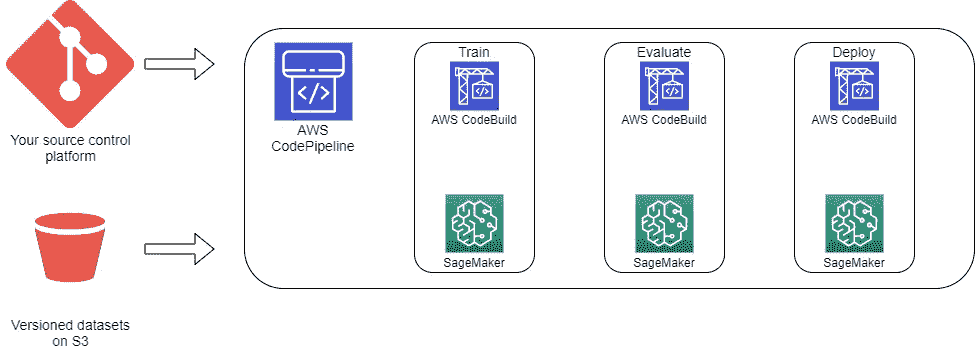 Your source control
platform
Versioned datasets
on S3
AWS
CodePipeline
Train
</>
AWS CodeBuild
SageMaker
Evaluate
</>
AWS CodeBuild
SageMaker
Deploy
</>
AWS CodeBuild
SageMaker